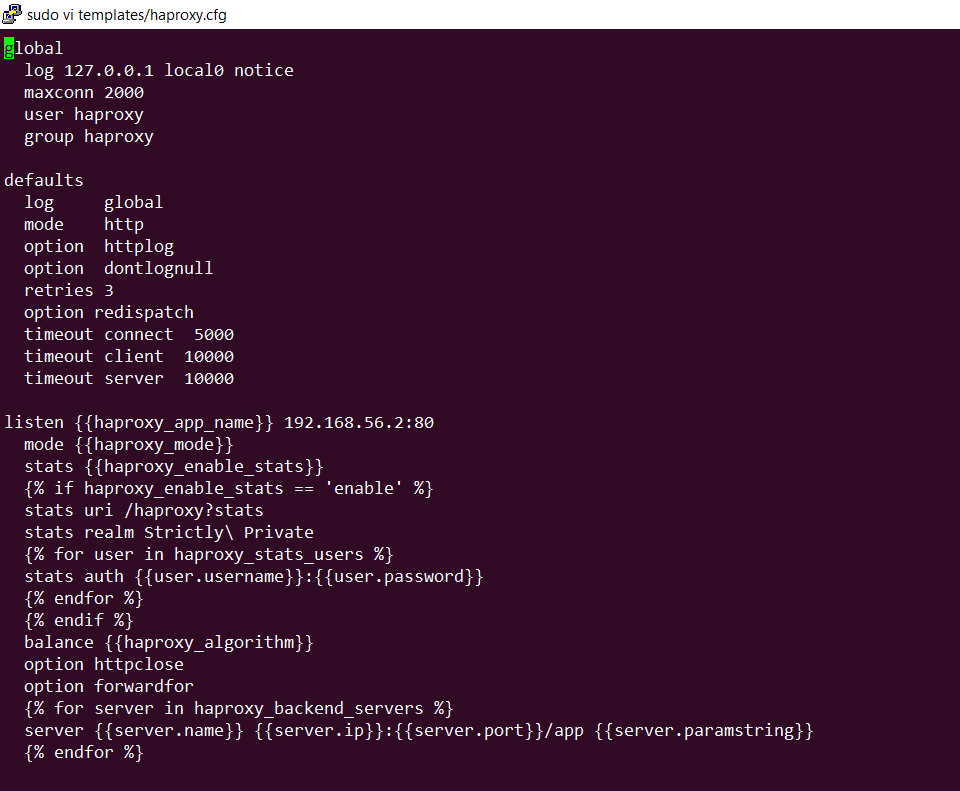 sudo vi templates/haproxy.cfg
global
  log 127.0.0.1 local0 notice
  maxconn 2000
  user haproxy
  group haproxy

defaults
  log     global
  mode    http
  option  httplog
  option  dontlognull
  retries 3
  option redispatch
  timeout connect  5000
  timeout client  10000
  timeout server  10000

listen {{haproxy_app_name}} 192.168.56.2:80
  mode {{haproxy_mode}}
  stats {{haproxy_enable_stats}}
  {% if haproxy_enable_stats == 'enable' %}
  stats uri /haproxy?stats
  stats realm Strictly\ Private
  {% for user in haproxy_stats_users %}
  stats auth {{user.username}}:{{user.password}}
  {% endfor %}
  {% endif %}
  balance {{haproxy_algorithm}}
  option httpclose
  option forwardfor
  {% for server in haproxy_backend_servers %}
  server {{server.name}} {{server.ip}}:{{server.port}}/app {{server.paramstring}}
  {% endfor %}